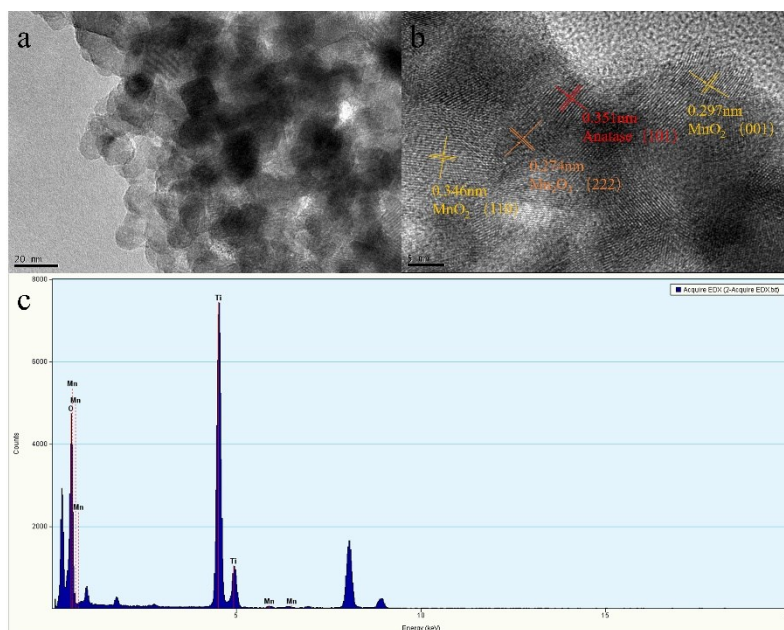 a
20 nm
b
0.351nm
Anatase (101)
0.297nm
MnO₂ (001)
0.274nm
(222)
0.346nm
MnO₂
5 nm
c
8000
6000
4000
2000
Counts
Acquire EDX (2-Acquire EDX.txt)
Mn
Mn
O
Mn
Ti
Ti
Mn
Mn
5
10
15
Energy (keV)